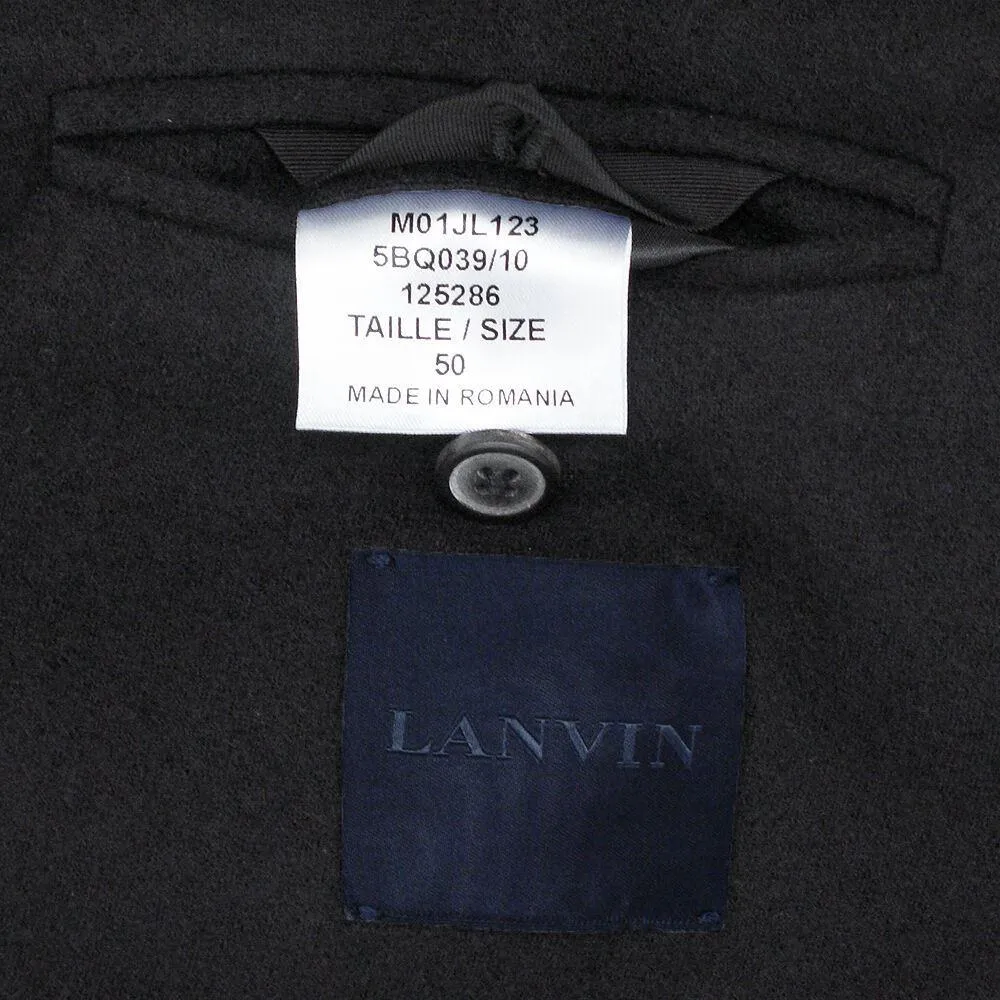 M01JL123
5BQ039/10
125286
TAILLE / SIZE
50
MADE IN ROMANIA
LANVIN